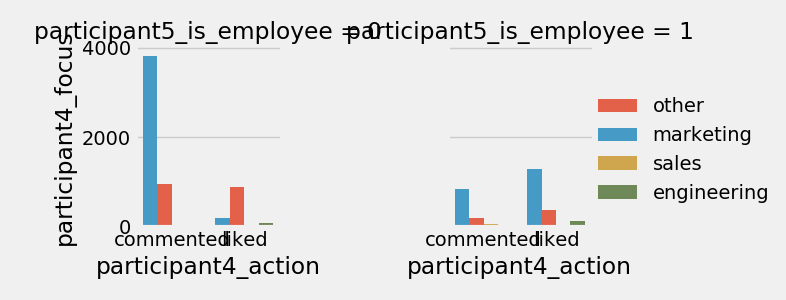 participant5_is_employee = 0
participant5_is_employee = 1
participant4_focus
4000
2000
0
commented
liked
commented
liked
participant4_action
participant4_action
other
marketing
sales
engineering